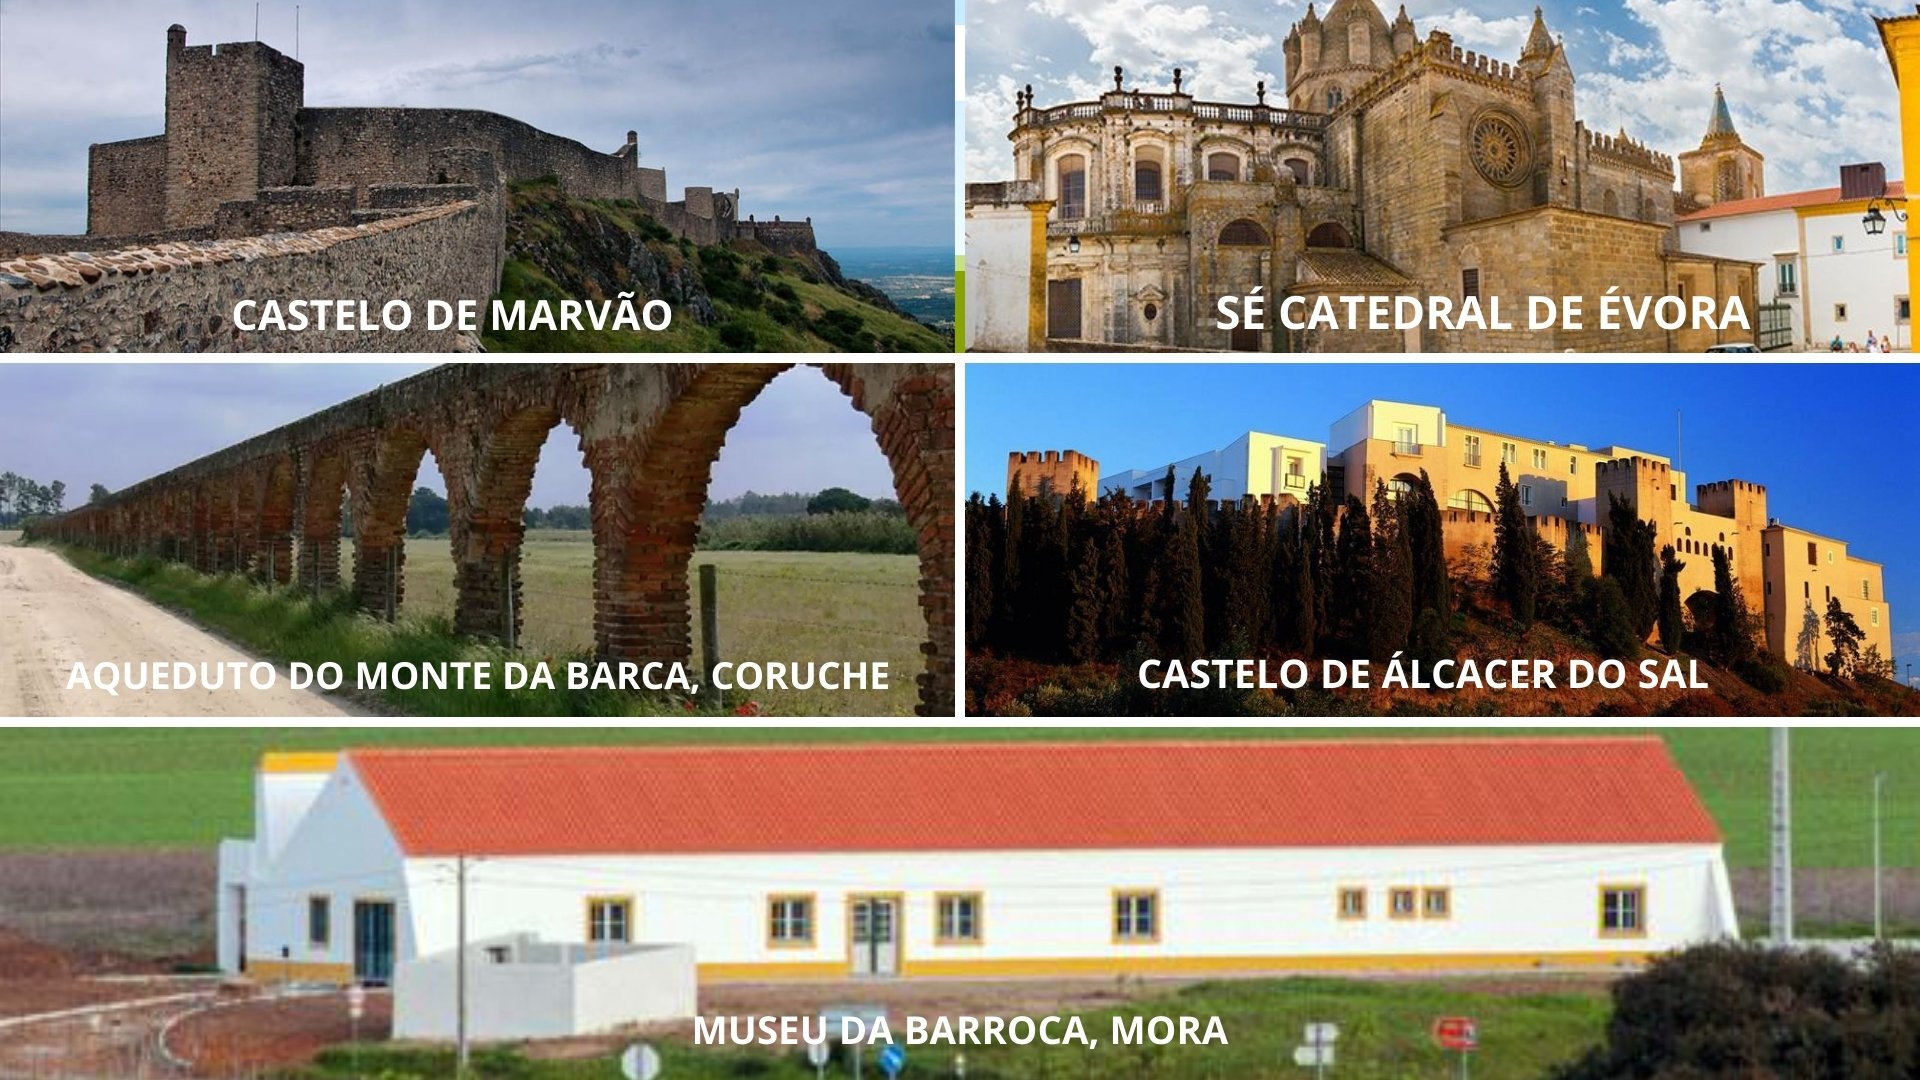 CASTELO DE MARVÃO
SÉ CATEDRAL DE ÉVORA
AQUEDUTO DO MONTE DA BARCA, CORUCHE
CASTELO DE ÁLCACER DO SAL
MUSEU DA BARROCA, MORA